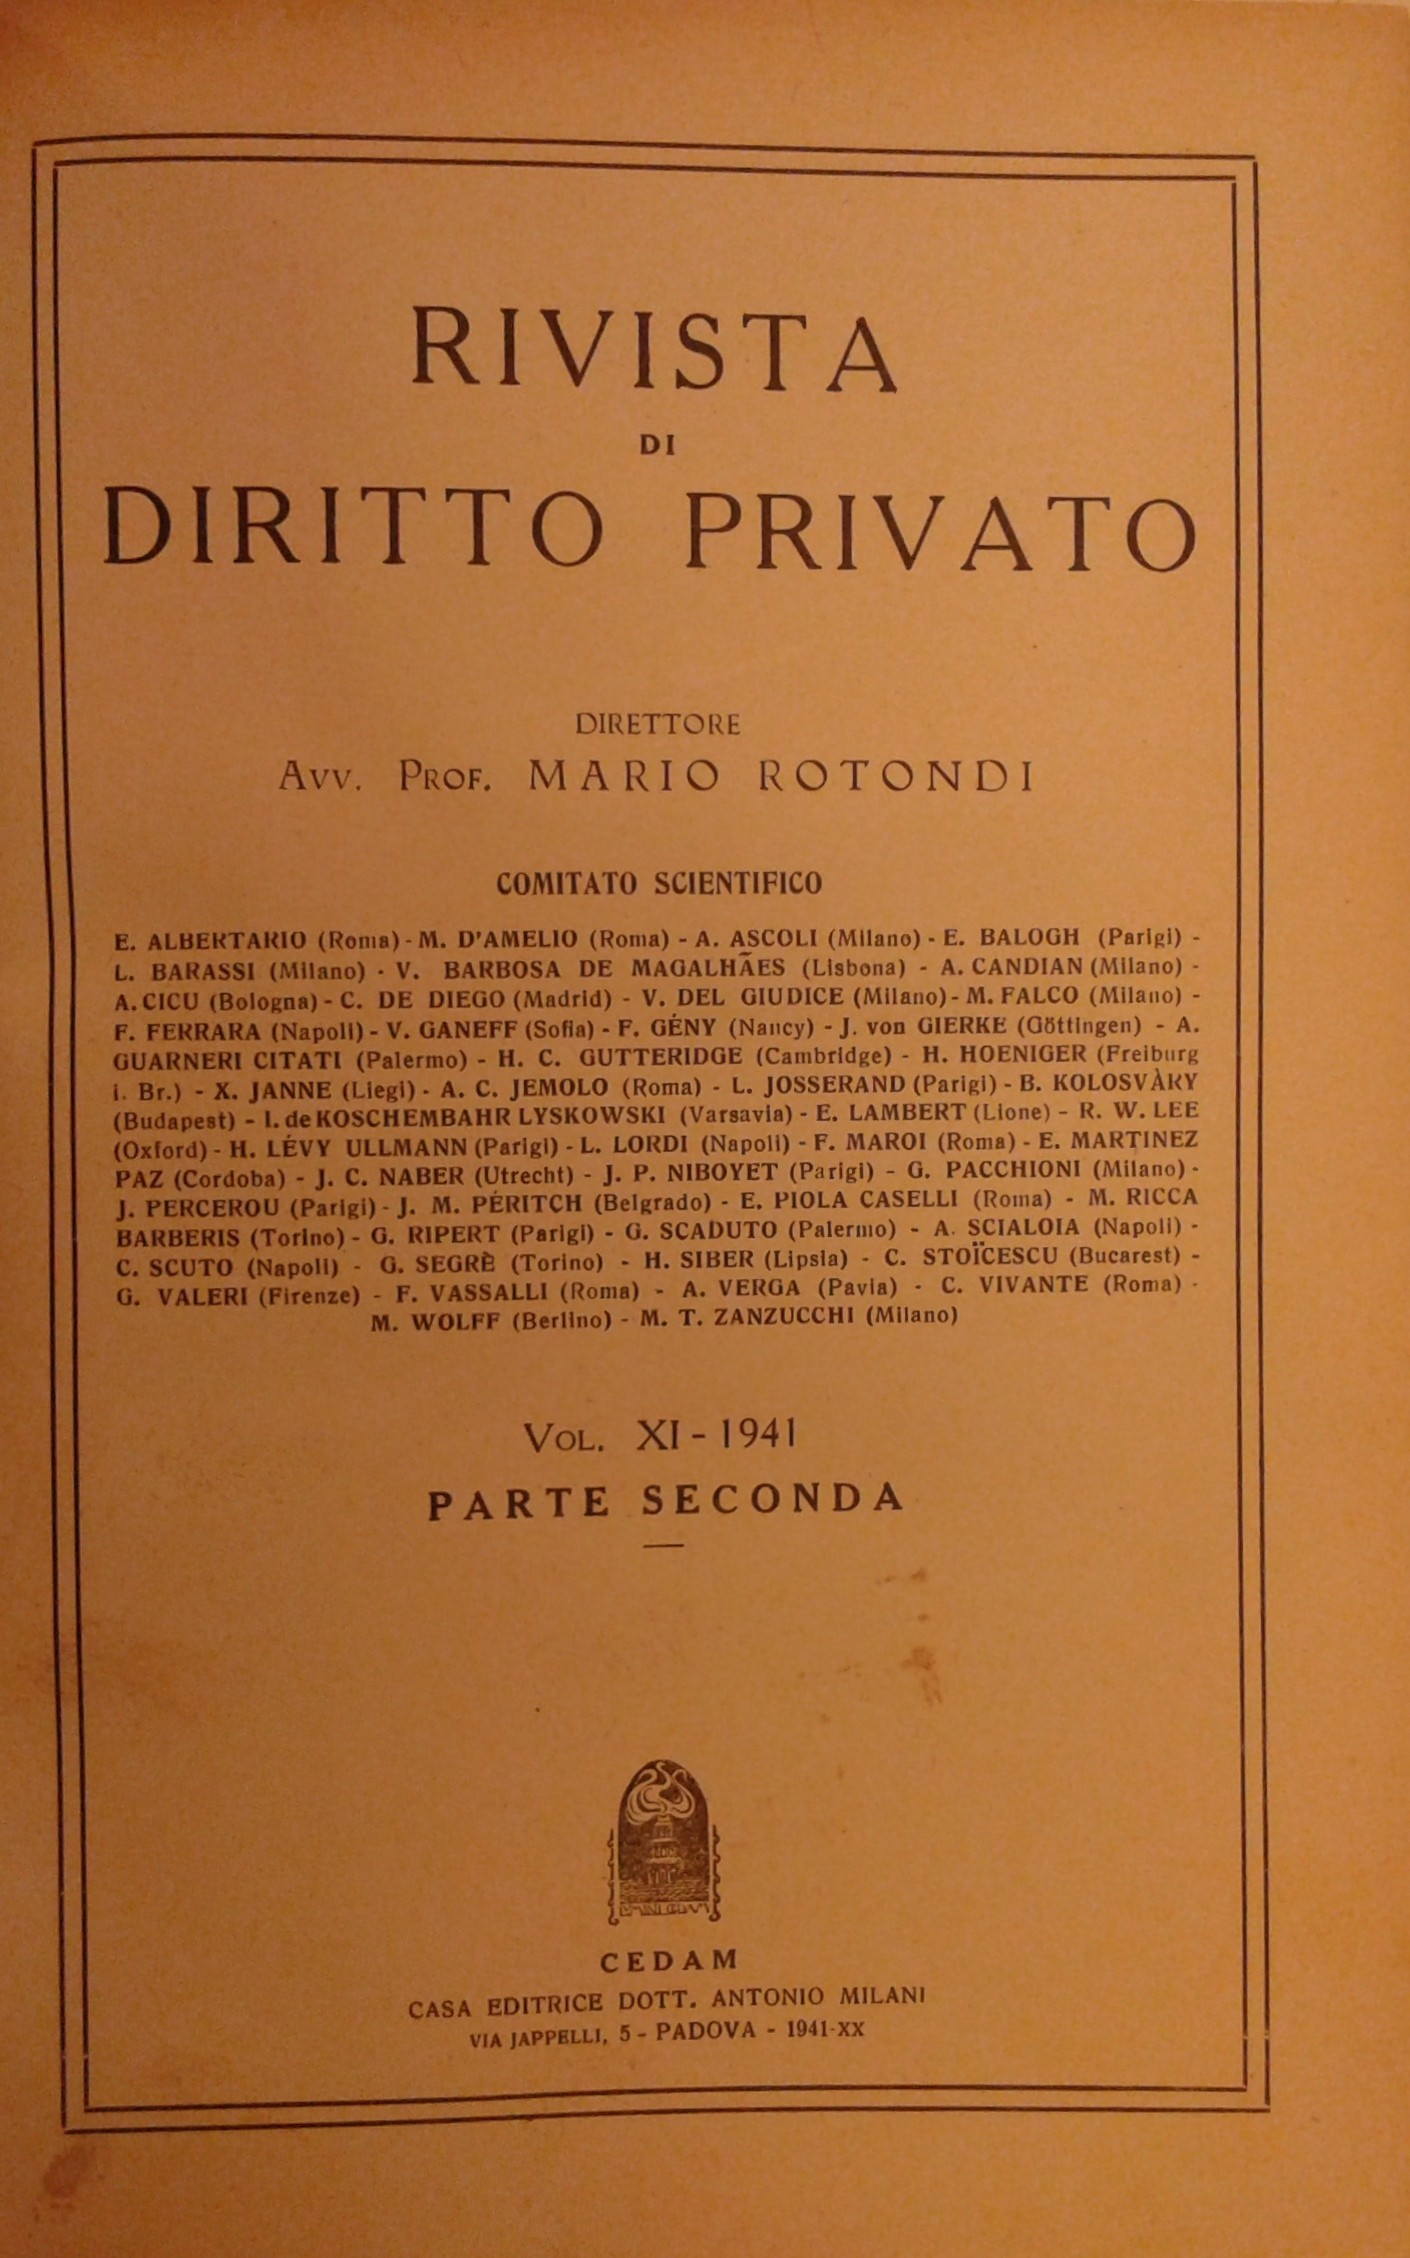 RIVISTA
DI
DIRITTO PRIVATO
DIRETTORE
AVV. PROF. MARIO ROTONDI
COMITATO SCIENTIFICO
E. ALBERTARIO (Roma) - M. D'AMELIO (Roma) - A. ASCOLI (Milano) - E. BALOGH (Parigi) -
L. BARASSI (Milano) - V. BARBOSA DE MAGALHÃES (Lisbona) - A. CANDIAN (Milano) -
A. CICU (Bologna) - C. DE DIEGO (Madrid) - V. DEL GIUDICE (Milano) - M. FALCO (Milano) -
F. FERRARA (Napoli) - V. GANEFF (Sofia) - F. GÉNY (Nancy) - J. von GIERKE (Göttingen) - A.
GUARNERI CITATI (Palermo) - H. C. GUTTERIDGE (Cambridge) - H. HOENIGER (Freiburg
i. Br.) - X. JANNE (Liegi) - A. C. JEMOLO (Roma) - L. JOSSERAND (Parigi) - B. KOLOSVÀRY
(Budapest) - I. de KOSCHEMBAHR LYSKOWSKI (Varsavia) - E. LAMBERT (Lione) - R. W. LEE
(Oxford) - H. LÉVY ULLMANN (Parigi) - L. LORDI (Napoli) - F. MAROI (Roma) - E. MARTINEZ
PAZ (Cordoba) - J. C. NABER (Utrecht) - J. P. NIBOYET (Parigi) - G. PACCHIONI (Milano) -
J. PERCEROU (Parigi) - J. M. PÉRITCH (Belgrado) - E. PIOLA CASELLI (Roma) - M. RICCA
BARBERIS (Torino) - G. RIPERT (Parigi) - G. SCADUTO (Palermo) - A. SCIALOIA (Napoli) -
C. SCUTO (Napoli) - G. SEGRÈ (Torino) - H. SIBER (Lipsia) - C. STOÏCESCU (Bucarest) -
G. VALERI (Firenze) - F. VASSALLI (Roma) - A. VERGA (Pavia) - C. VIVANTE (Roma) -
M. WOLFF (Berlino) - M. T. ZANZUCCHI (Milano)
VOL. XI - 1941
PARTE SECONDA
CEDAM
CASA EDITRICE DOTT. ANTONIO MILANI
VIA JAPPELLI, 5 - PADOVA - 1941-XX